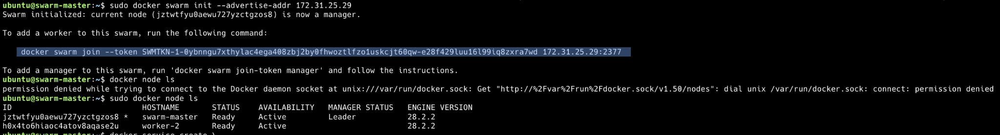 ubuntu@swarm-master:~$ sudo docker swarm init --advertise-addr 172.31.25.29
Swarm initialized: current node (jztwtfyu0aewu727yzctgzos8) is now a manager.
To add a worker to this swarm, run the following command:
docker swarm join --token SWMTKN-1-0ybnngu7xthylac4ega408zbj2by0fhwoztlfzo1uskcjt60qw-e28f429luu16l99iq8zxra7wd 172.31.25.29:2377
To add a manager to this swarm, run 'docker swarm join-token manager' and follow the instructions.
ubuntu@swarm-master:~$ docker node ls
permission denied while trying to connect to the Docker daemon socket at unix:///var/run/docker.sock: Get "http://%2Fvar%2Frun%2Fdocker.sock/v1.50/nodes": dial unix /var/run/docker.sock: connect: permission denied
ubuntu@swarm-master:~$ sudo docker node ls
ID HOSTNAME STATUS AVAILABILITY MANAGER STATUS ENGINE VERSION
jztwtfyu0aewu727yzctgzos8 * swarm-master Ready Active Leader 28.2.2
h0x4to6hiaoc4atov8aqase2u worker-2 Ready Active 28.2.2
ubuntu@swarm-master:~$ docker service create \